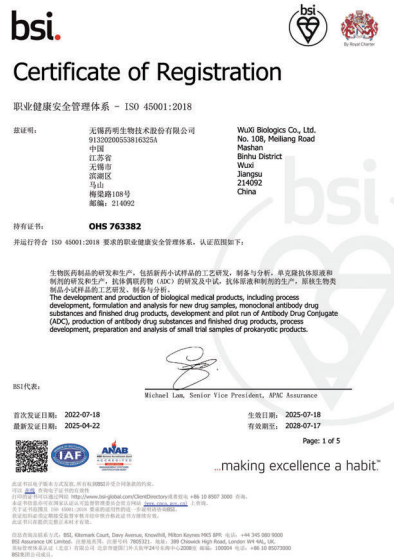 bsi.
bsi
By Royal Charter
Certificate of Registration
职业健康安全管理体系 - ISO 45001:2018
兹证明:
无锡药明生物技术股份有限公司
91320200553816325A
中国
江苏省
无锡市
滨湖区
马山
梅梁路108号
邮编: 214092
WuXi Biologics Co., Ltd.
No. 108, Meiliang Road
Mashan
Binhu District
Wuxi
Jiangsu
214092
China
持有证书:
OHS 763382
并运行符合 ISO 45001:2018 要求的职业健康安全管理体系,认证范围如下:
生物医药制品的研发和生产,包括新药小试样品的工艺研发、制备与分析,单克隆抗体原液和
制剂的研发和生产,抗体偶联药物(ADC)的研发及中试,抗体原液和制剂的生产,原核生物类
制品小试样品的工艺研发、制备与分析。
The development and production of biological medical products, including process
development, formulation and analysis for new drug samples, monoclonal antibody drug
substances and finished drug products, development and pilot run of Antibody Drug Conjugate
(ADC), production of antibody drug substances and finished drug products, process
development, preparation and analysis of small trial samples of prokaryotic products.
BSI代表:
Michael Lam, Senior Vice President, APAC Assurance
首次发证日期: 2022-07-18
生效日期: 2025-07-18
最新发证日期: 2025-04-22
有效期至: 2028-07-17
Page: 1 of 5
IAF
ANAB
ACCREDITED
...making excellence a habit.™